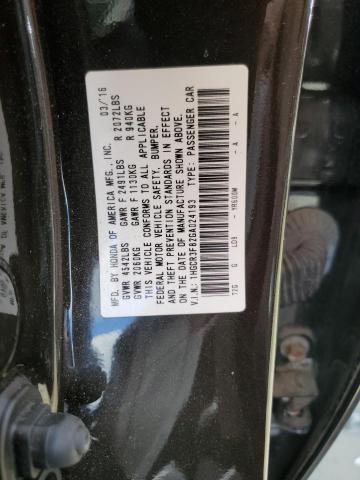 MFD. BY HONDA OF AMERICA MFG., INC. 03/16
GVWR 4542LBS GAWR F 2491LBS R 2072LBS
GVWR 2060KG GAWR F 1130KG R 940KG
THIS VEHICLE CONFORMS TO ALL APPLICABLE
FEDERAL MOTOR VEHICLE SAFETY, BUMPER,
AND THEFT PREVENTION STANDARDS IN EFFECT
ON THE DATE OF MANUFACTURE SHOWN ABOVE.
V.I.N.: 1HGCR3F82GA024193 TYPE: PASSENGER CAR